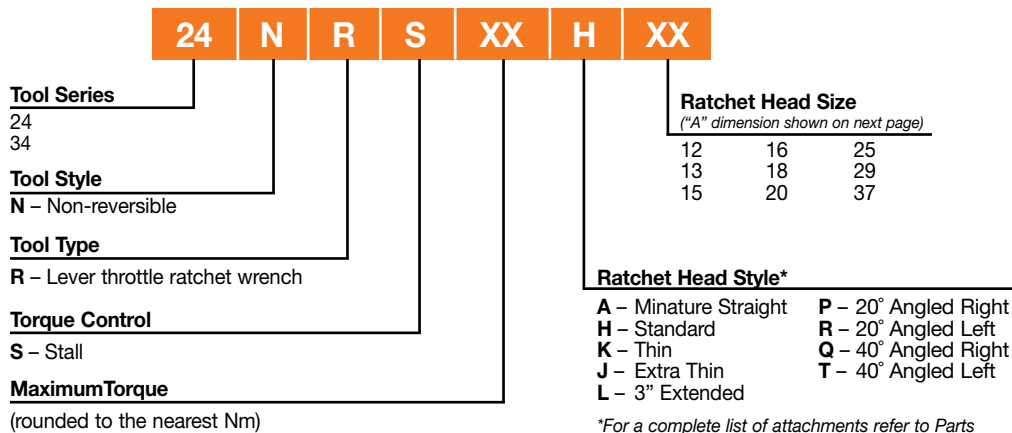 24 N R S XX H XX
Tool Series
24
34
Tool Style
N – Non-reversible
Tool Type
R – Lever throttle ratchet wrench
Torque Control
S – Stall
MaximumTorque
(rounded to the nearest Nm)
Ratchet Head Size
(“A” dimension shown on next page)
12 16 25
13 18 29
15 20 37
Ratchet Head Style*
A – Minature Straight P – 20˚ Angled Right
H – Standard R – 20˚ Angled Left
K – Thin Q – 40˚ Angled Right
J – Extra Thin T – 40˚ Angled Left
L – 3” Extended
*For a complete list of attachments refer to Parts